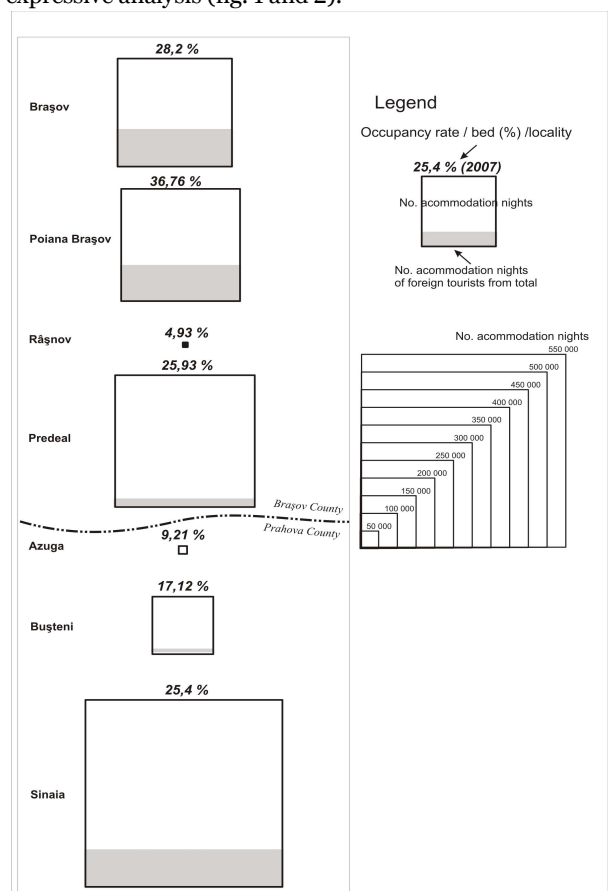 expressive analysis (fig. 1 and 2).
28,2 %
Braşov
36,76 %
Poiana Braşov
4,93 %
Râşnov
25,93 %
Predeal
Braşov County
Prahova County
9,21 %
Azuga
17,12 %
Buşteni
25,4 %
Sinaia
Legend
Occupancy rate / bed (%) /locality
25,4 % (2007)
No. acommodation nights
No. acommodation nights
of foreign tourists from total
No. acommodation nights
550 000
500 000
450 000
400 000
350 000
300 000
250 000
200 000
150 000
100 000
50 000